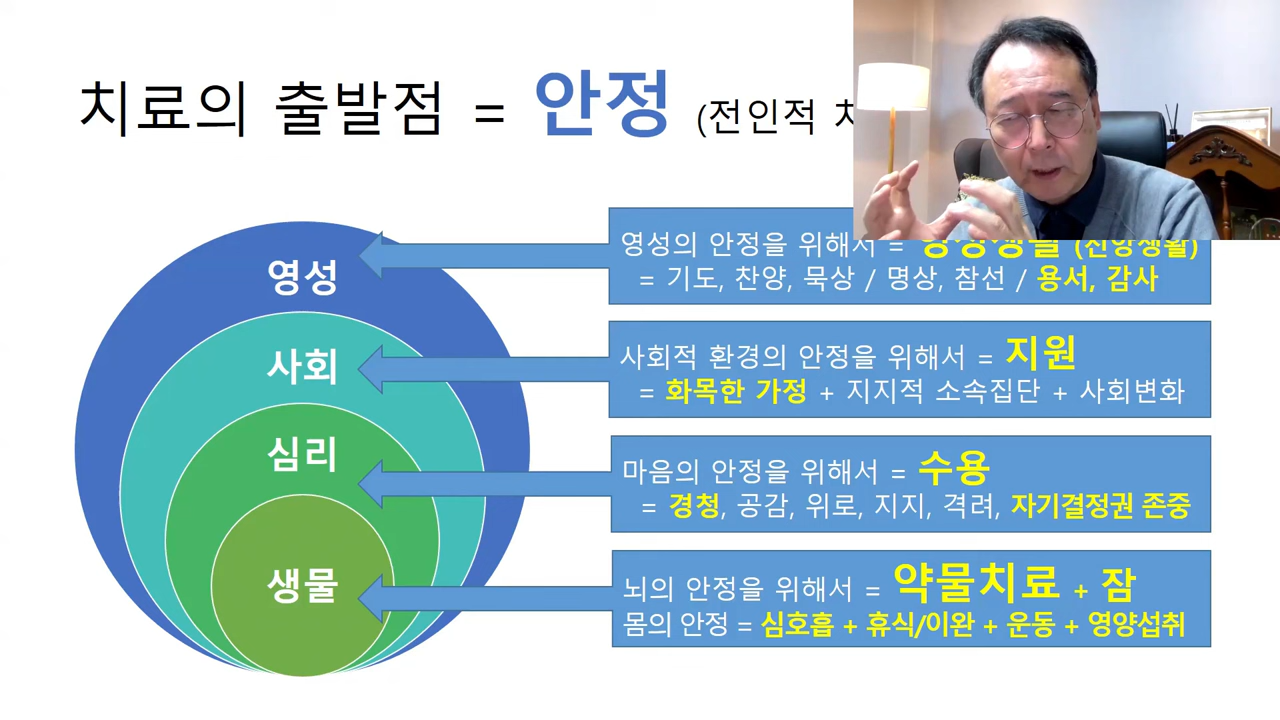 치료의 출발점 = 안정 (전인적
영성
사회
심리
생물
영성의 안정을 위해서 = (신앙생활)
= 기도, 찬양, 묵상 / 명상, 참선 / 용서, 감사
사회적 환경의 안정을 위해서 = 지원
= 화목한 가정 + 지지적 소속집단 + 사회변화
마음의 안정을 위해서 = 수용
= 경청, 공감, 위로, 지지, 격려, 자기결정권 존중
뇌의 안정을 위해서 = 약물치료 + 잠
몸의 안정 = 심호흡 + 휴식/이완 + 운동 + 영양섭취